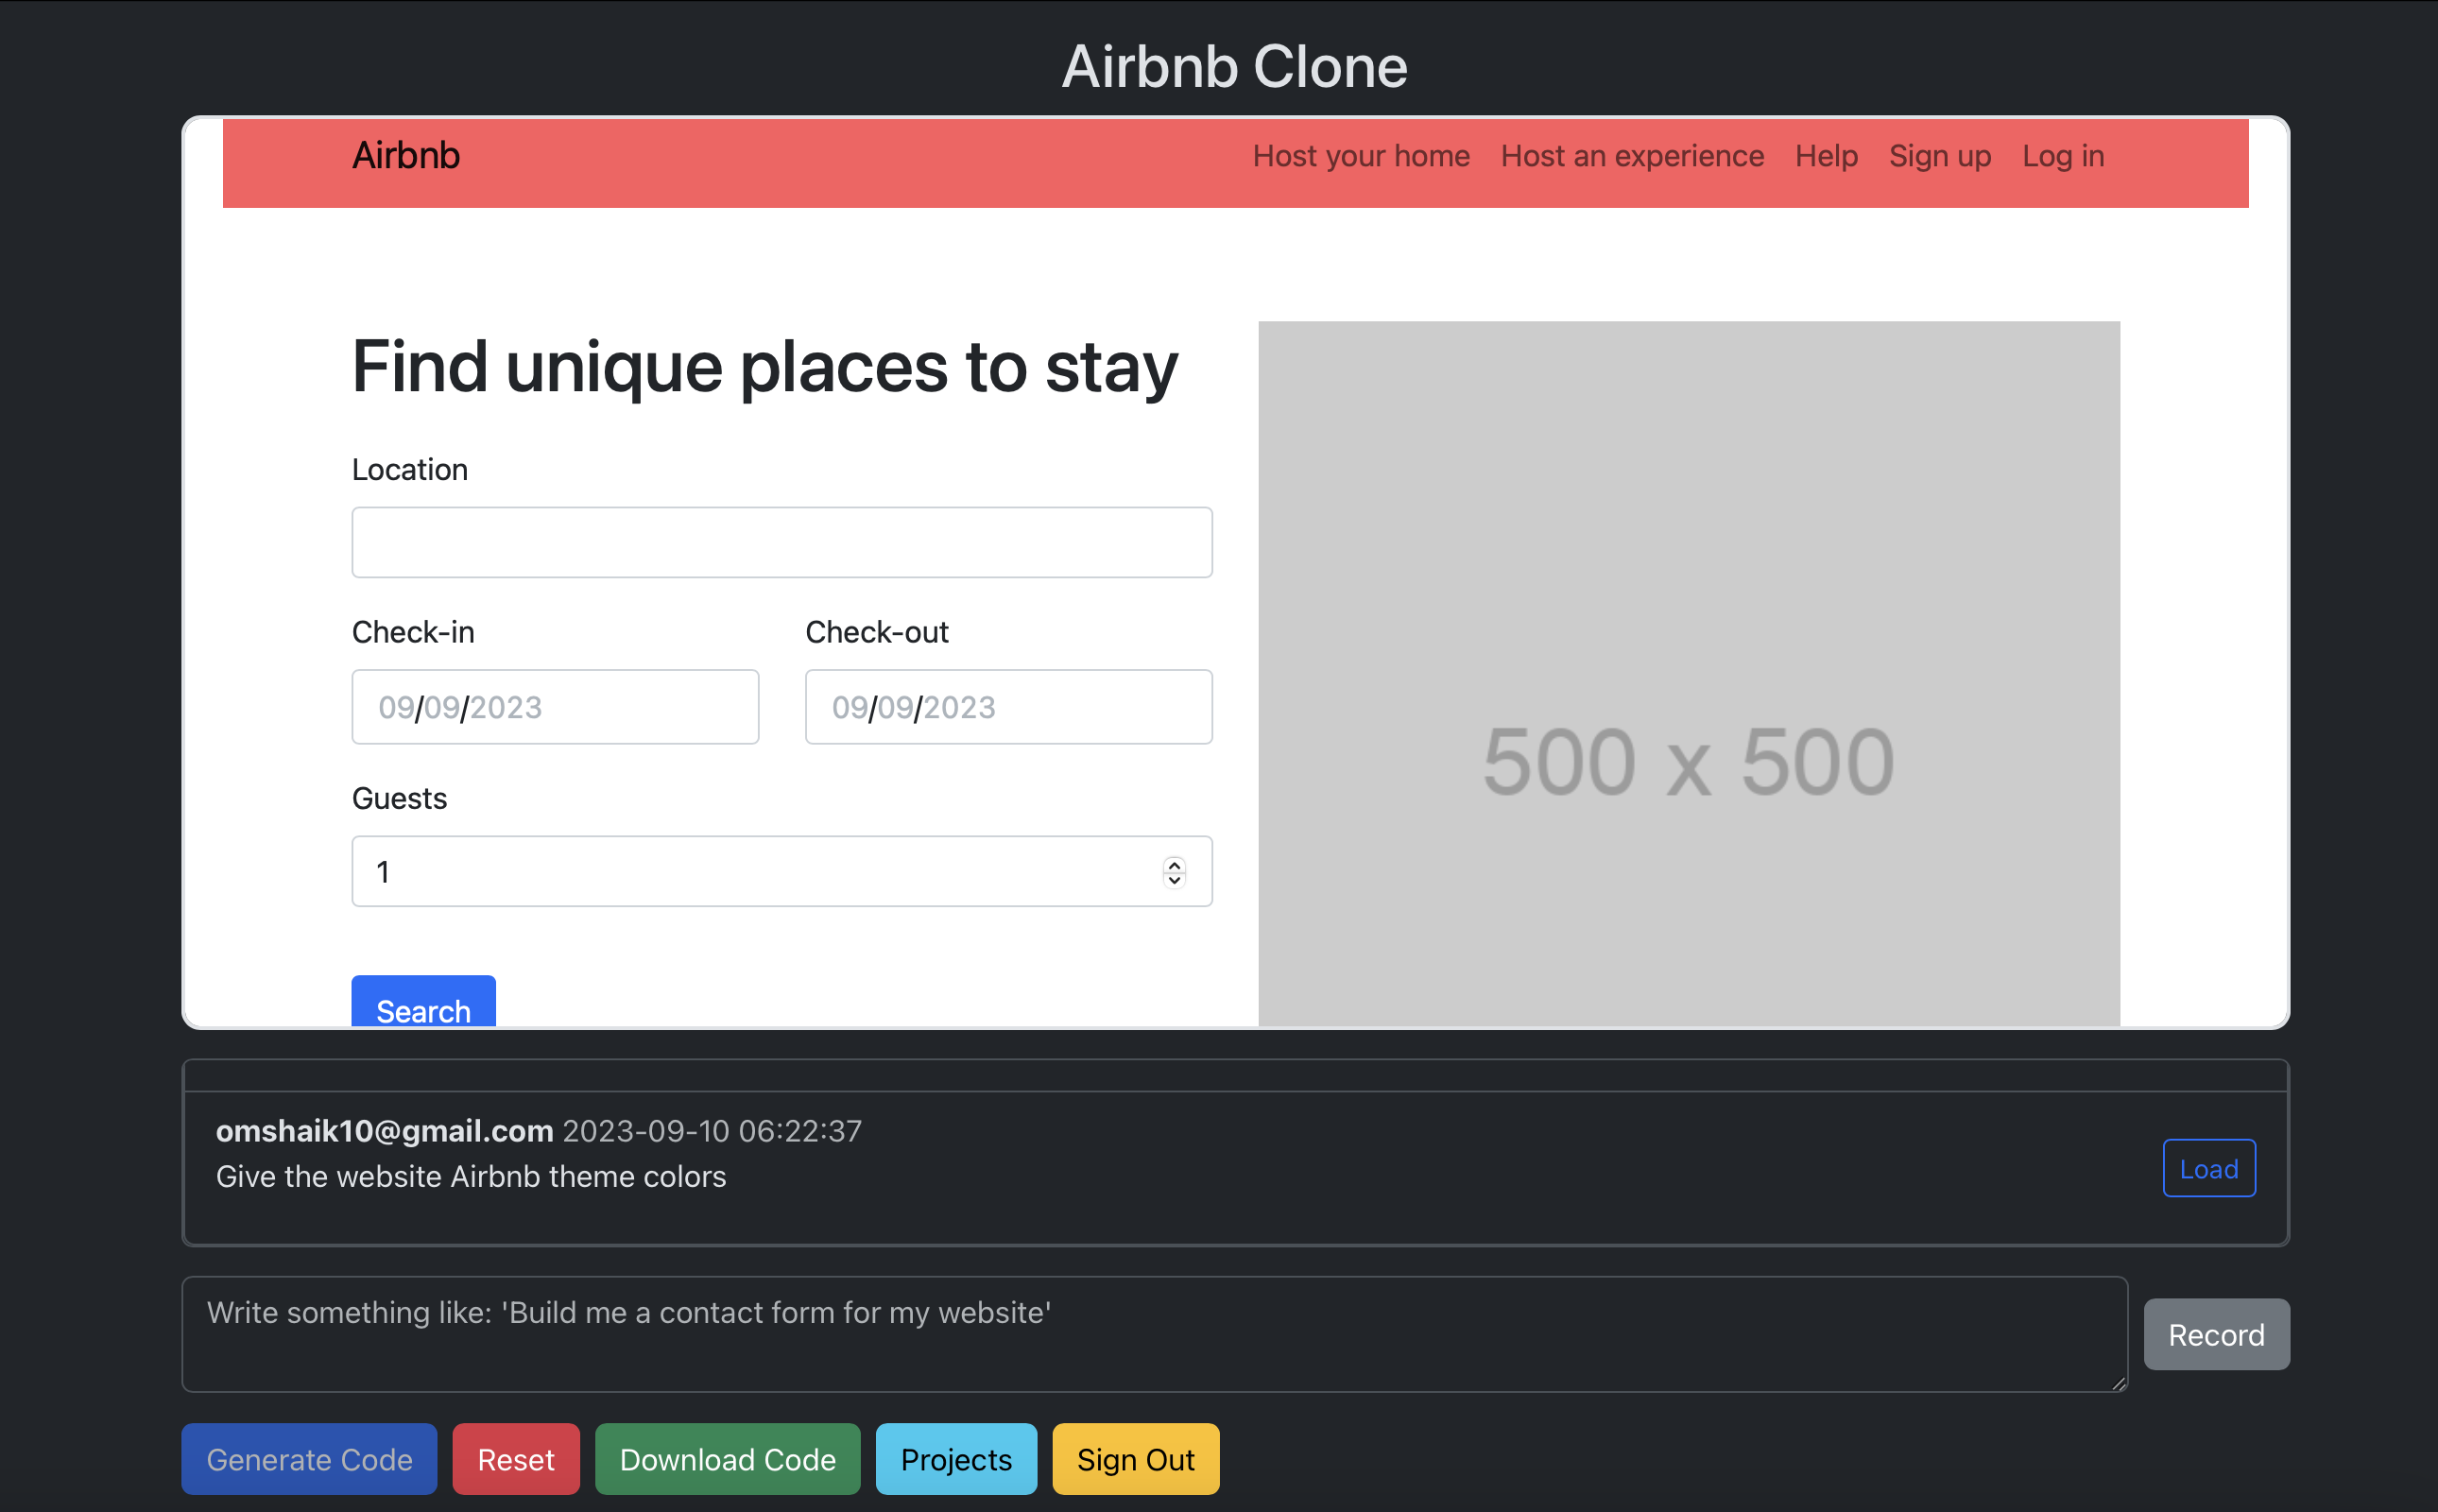 Airbnb Clone
Airbnb Host your home Host an experience Help Sign up Log in
Find unique places to stay
Location
Check-in Check-out
09/09/2023 09/09/2023
500 x 500
Guests
1
Search
omshaik10@gmail.com 2023-09-10 06:22:37
Give the website Airbnb theme colors
Load
Write something like: 'Build me a contact form for my website'
Record
Generate Code Reset Download Code Projects Sign Out